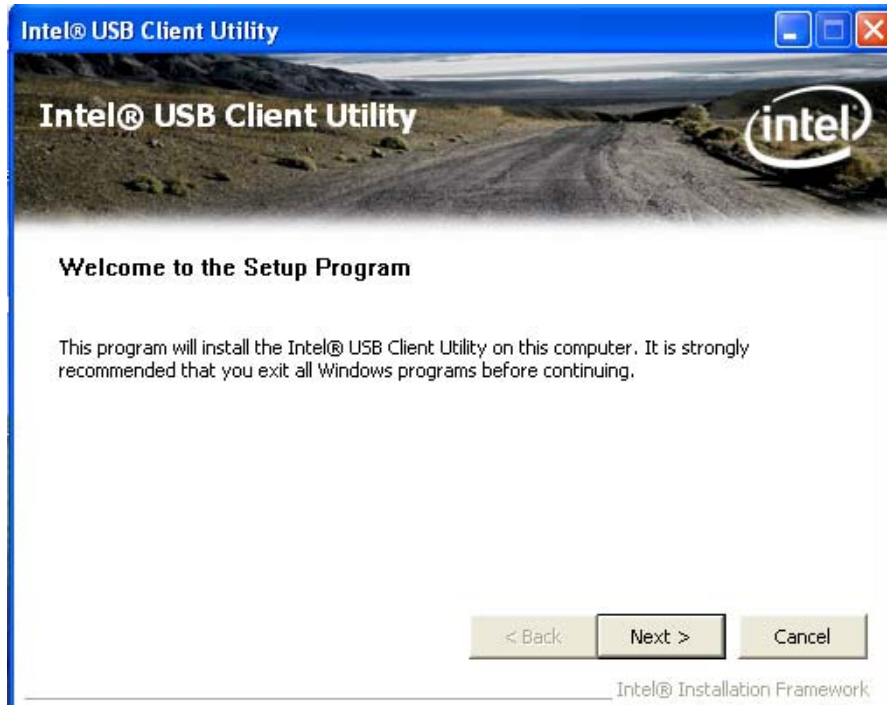 Intel® USB Client Utility
Intel® USB Client Utility
intel
Welcome to the Setup Program
This program will install the Intel® USB Client Utility on this computer. It is strongly
recommended that you exit all Windows programs before continuing.
< Back
Next >
Cancel
Intel® Installation Framework